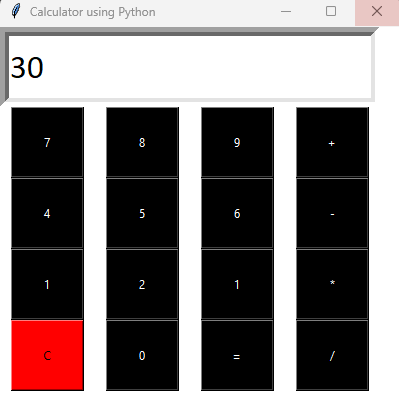 Calculator using Python
30
7 8 9 +
4 5 6 -
1 2 1 *
C 0 = /